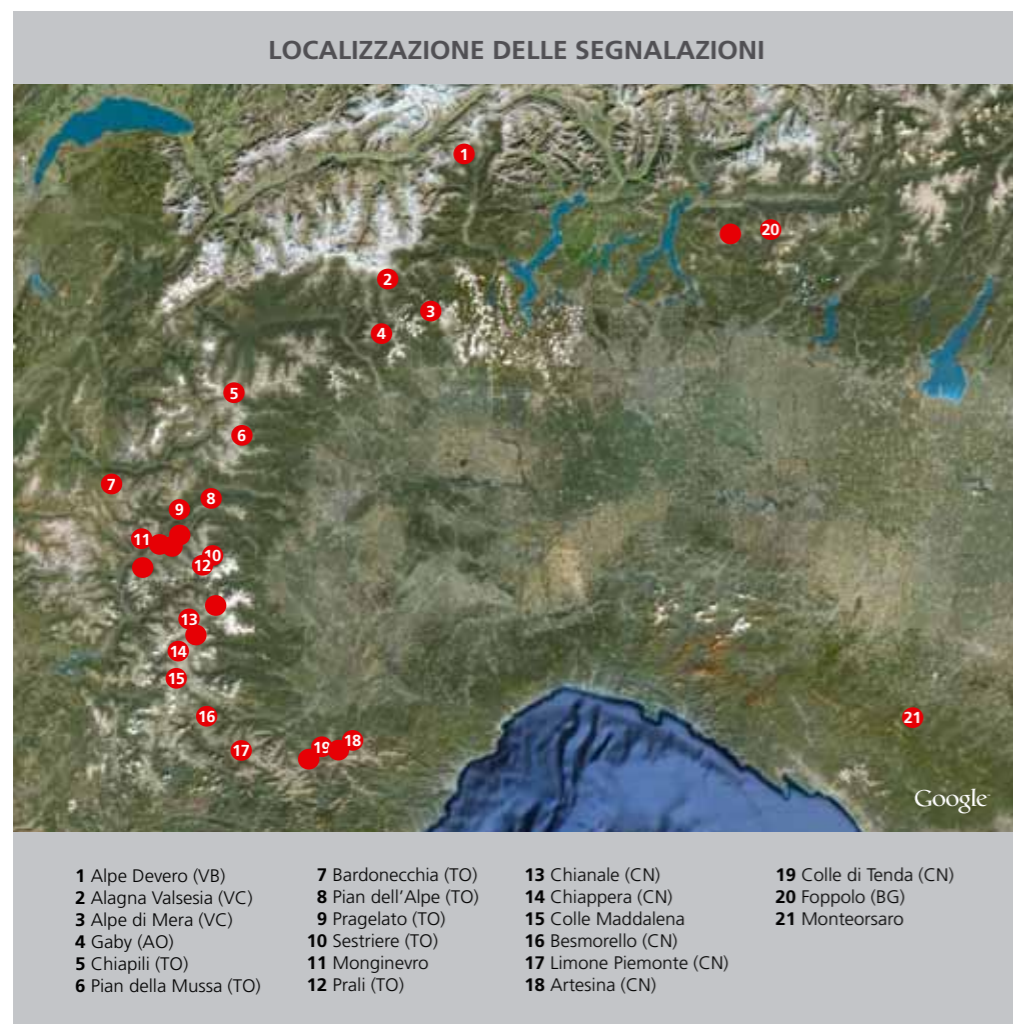 LOCALIZZAZIONE DELLE SEGNALAZIONI
1
20
2
3
4
5
6
7
8
9
11
10
12
13
14
15
16
21
18
19
17
Google
1 Alpe Devero (VB)
2 Alagna Valsesia (VC)
3 Alpe di Mera (VC)
4 Gaby (AO)
5 Chiapili (TO)
6 Pian della Mussa (TO)
7 Bardonecchia (TO)
8 Pian dell'Alpe (TO)
9 Pragelato (TO)
10 Sestriere (TO)
11 Monginevro
12 Prali (TO)
13 Chianale (CN)
14 Chiappera (CN)
15 Colle Maddalena
16 Besmorello (CN)
17 Limone Piemonte (CN)
18 Artesina (CN)
19 Colle di Tenda (CN)
20 Foppolo (BG)
21 Monteorsaro